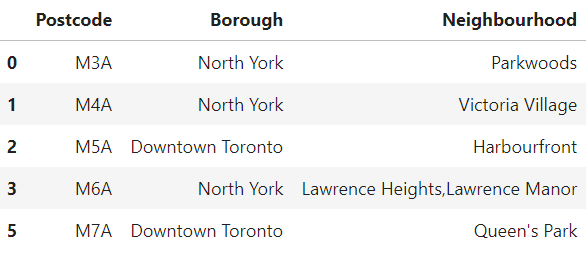 Postcode Borough Neighbourhood
0 M3A North York Parkwoods
1 M4A North York Victoria Village
2 M5A Downtown Toronto Harbourfront
3 M6A North York Lawrence Heights,Lawrence Manor
5 M7A Downtown Toronto Queen's Park